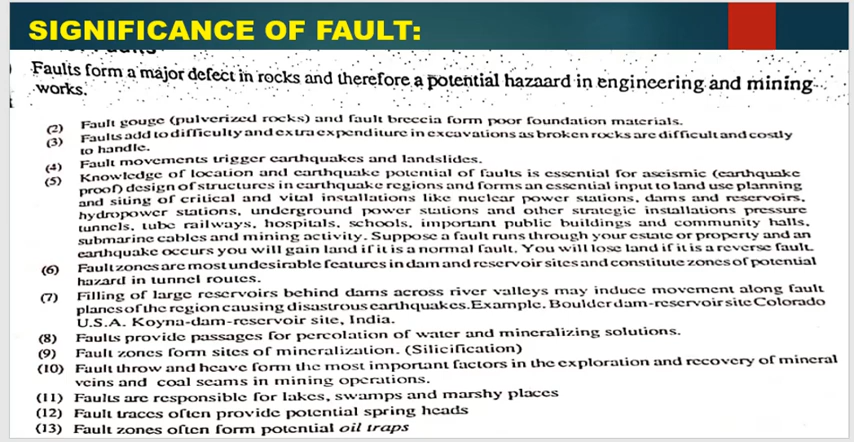 SIGNIFICANCE OF FAULT:
Faults form a major defect in rocks and therefore a potential hazaard in engineering and mining
works.
(2) Fault gouge (pulverized rocks) and fault breccia form poor foundation materials.
(3) Faults add to difficulty and extra expenditure in excavations as broken rocks are difficult and costly
to handle.
(4) Fault movements trigger earthquakes and landslides.
(5) Knowledge of location and earthquake potential of faults is essential for aseismic (earthquake
proof) design of structures in earthquake regions and forms an essential input to land use planning
and siting of critical and vital installations like nuclear power stations, dams and reservoirs,
hydropower stations, underground power stations and other strategic installations pressure
tunnels, tube railways, hospitals, schools, important public buildings and community halls,
submarine cables and mining activity. Suppose a fault runs through your estate or property and an
earthquake occurs you will gain land if it is a normal fault. You will lose land if it is a reverse fault.
(6) Fault zones are most undesirable features in dam and reservoir sites and constitute zones of potential
hazard in tunnel routes.
(7) Filling of large reservoirs behind dams across river valleys may induce movement along fault
planes of the region causing disastrous earthquakes. Example. Boulder dam-reservoir site Colorado
U.S.A. Koyna-dam-reservoir site, India.
(8) Faults provide passages for percolation of water and mineralizing solutions.
(9) Fault zones form sites of mineralization. (Silicification)
(10) Fault throw and heave form the most important factors in the exploration and recovery of mineral
veins and coal seams in mining operations.
(11) Faults are responsible for lakes, swamps and marshy places
(12) Fault traces often provide potential spring heads
(13) Fault zones often form potential oil traps